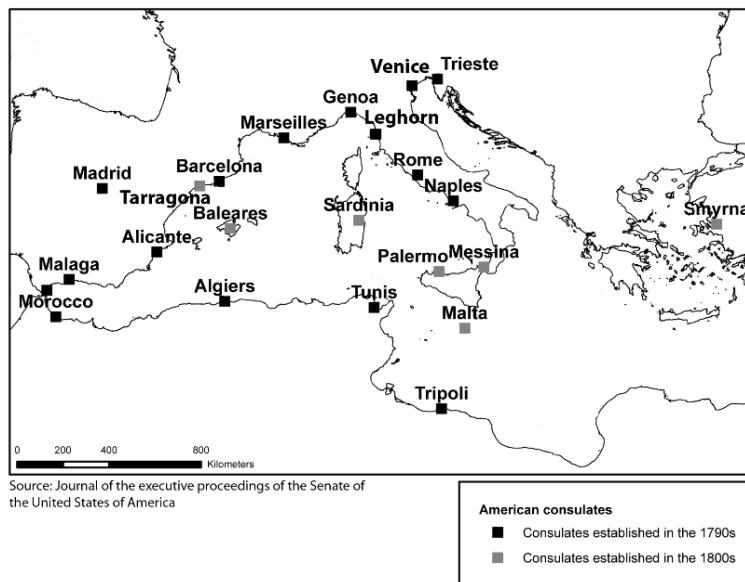 Venice
Trieste
Genoa
Leghorn
Marseilles
Madrid
Barcelona
Rome
Tarragona
Naples
Baleares
Sardinia
Smyrna
Alicante
Palermo
Messina
Malaga
Morocco
Algiers
Tunis
Malta
Tripoli
0 200 400 800
Kilometers
Source: Journal of the executive proceedings of the Senate of
the United States of America
American consulates
Consulates established in the 1790s
Consulates established in the 1800s